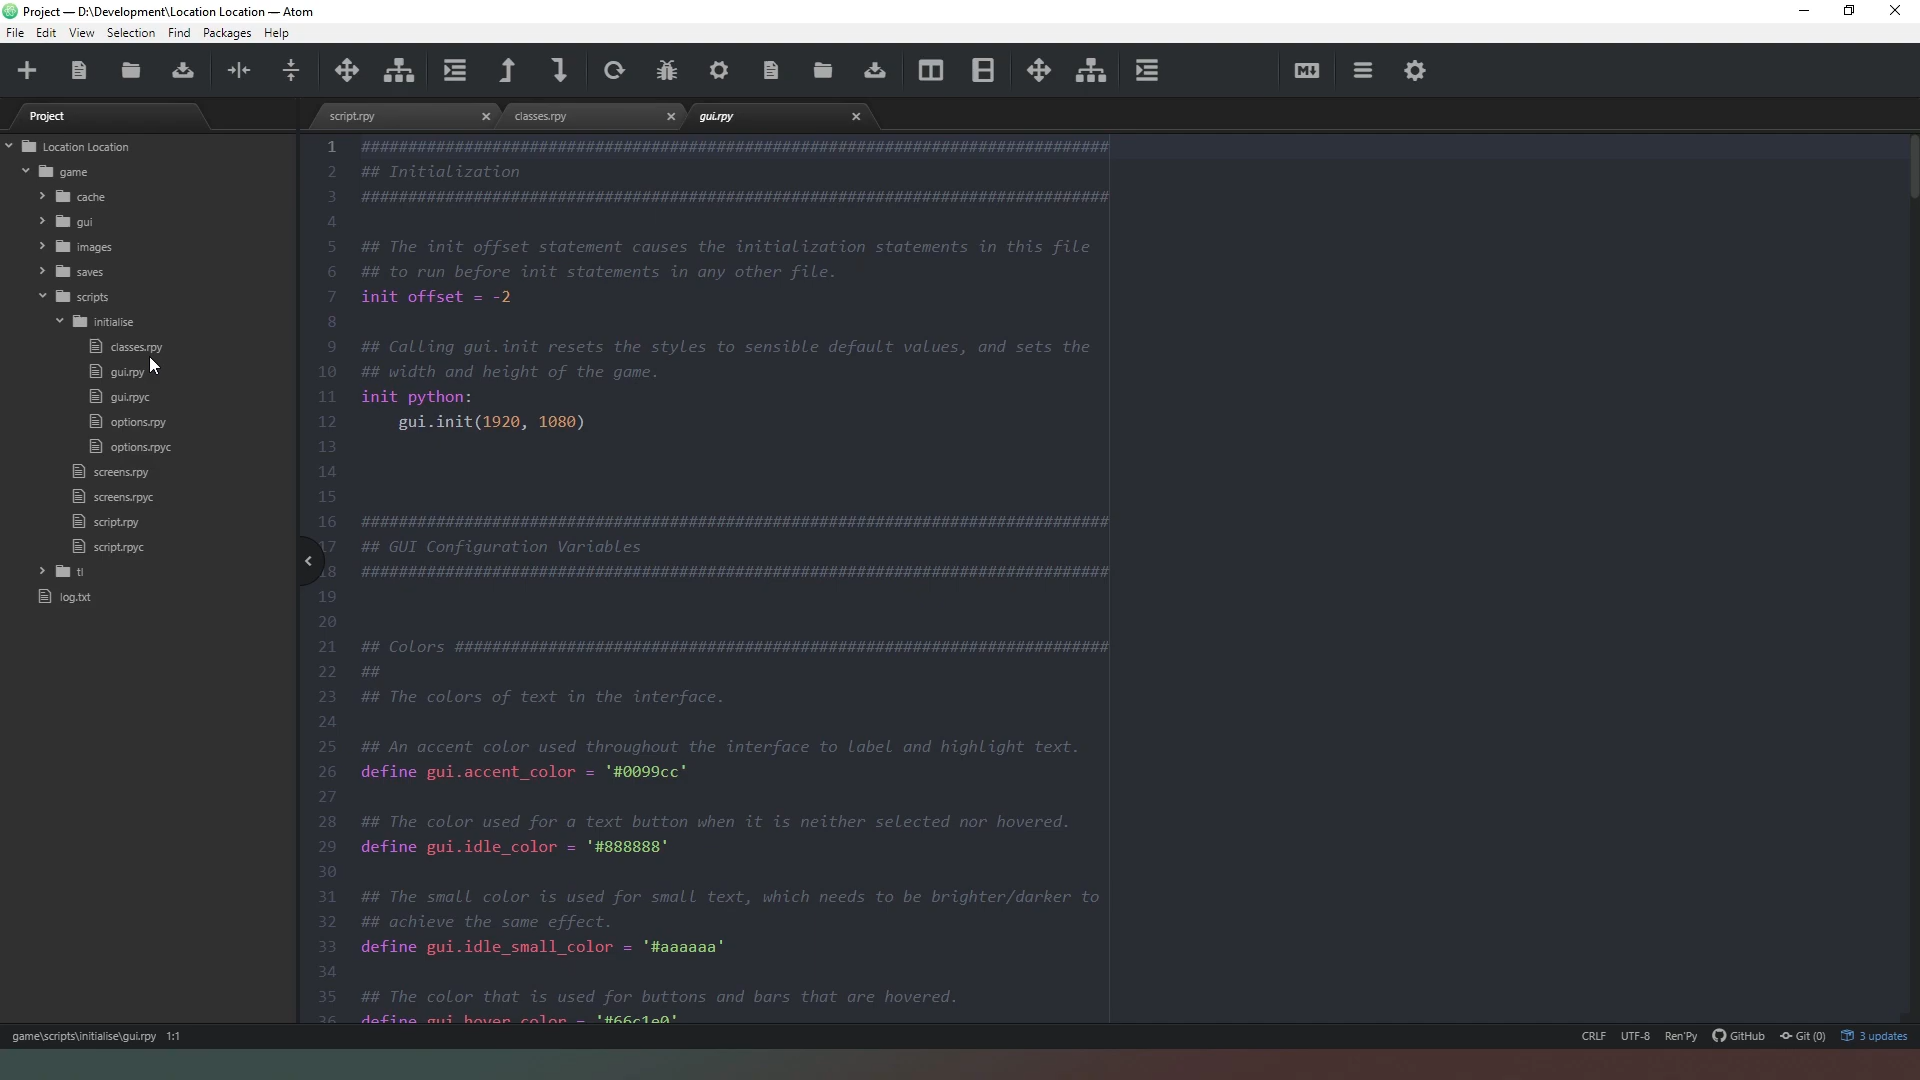 Project — D:\Development\Location Location — Atom
File Edit View Selection Find Packages Help
M↓
Project
script.rpy
classes.rpy
gui.rpy
Location Location
game
cache
gui
images
saves
scripts
initialise
classes.rpy
gui.rpy
gui.rpyc
options.rpy
options.rpyc
screens.rpy
screens.rpyc
script.rpy
script.rpyc
tl
log.txt
1 ################################################################################
2 ## Initialization
3 ################################################################################
4
5 ## The init offset statement causes the initialization statements in this file
6 ## to run before init statements in any other file.
7 init offset = -2
8
9 ## Calling gui.init resets the styles to sensible default values, and sets the
10 ## width and height of the game.
11 init python:
12 gui.init(1920, 1080)
13
14
15
16 ################################################################################
17 ## GUI Configuration Variables
18 ################################################################################
19
20
21 ## Colors ######################################################################
22 ##
23 ## The colors of text in the interface.
24
25 ## An accent color used throughout the interface to label and highlight text.
26 define gui.accent_color = '#0099cc'
27
28 ## The color used for a text button when it is neither selected nor hovered.
29 define gui.idle_color = '#888888'
30
31 ## The small color is used for small text, which needs to be brighter/darker to
32 ## achieve the same effect.
33 define gui.idle_small_color = '#aaaaaa'
34
35 ## The color that is used for buttons and bars that are hovered.
36 define gui.hover_color = '#66c1e0'
game\scripts\initialise\gui.rpy 1:1
CRLF UTF-8 Ren'Py GitHub Git (0) 3 updates